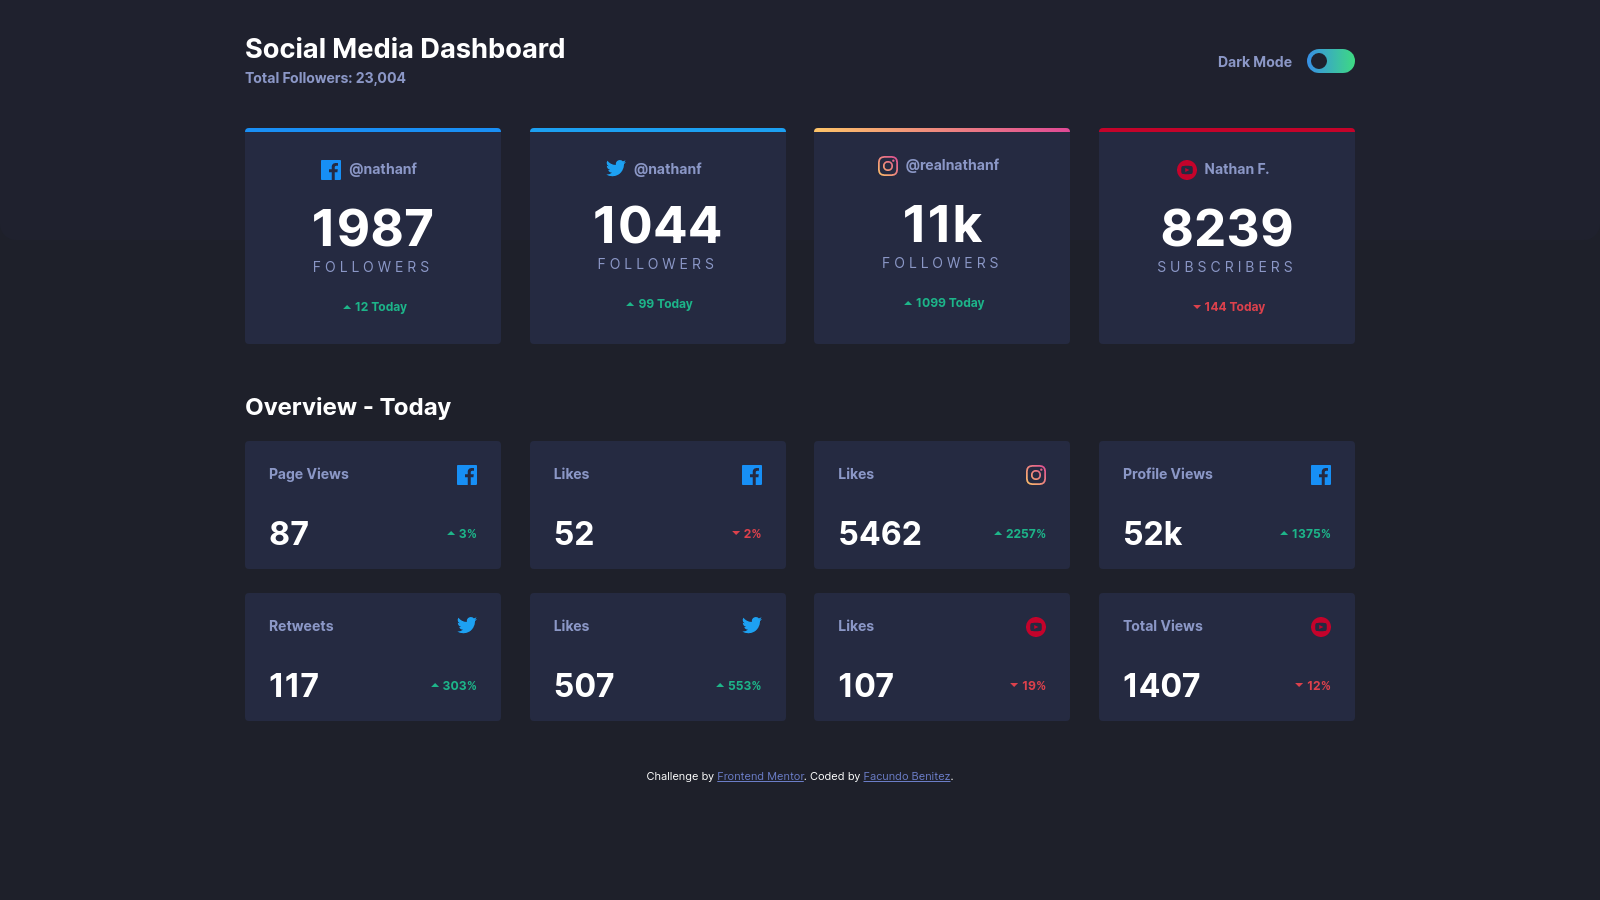 Social Media Dashboard
Total Followers: 23,004
Dark Mode
@nathanf
1987
FOLLOWERS
12 Today
@nathanf
1044
FOLLOWERS
99 Today
@realnathanf
11k
FOLLOWERS
1099 Today
Nathan F.
8239
SUBSCRIBERS
144 Today
Overview - Today
Page Views
87
3%
Likes
52
2%
Likes
5462
2257%
Profile Views
52k
1375%
Retweets
117
303%
Likes
507
553%
Likes
107
19%
Total Views
1407
12%
Challenge by Frontend Mentor. Coded by Facundo Benitez.